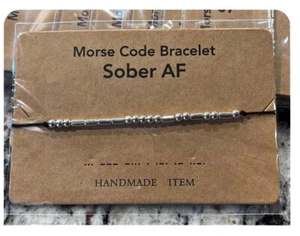 Morse Code Bracelet
Sober AF
HANDMADE ITEM